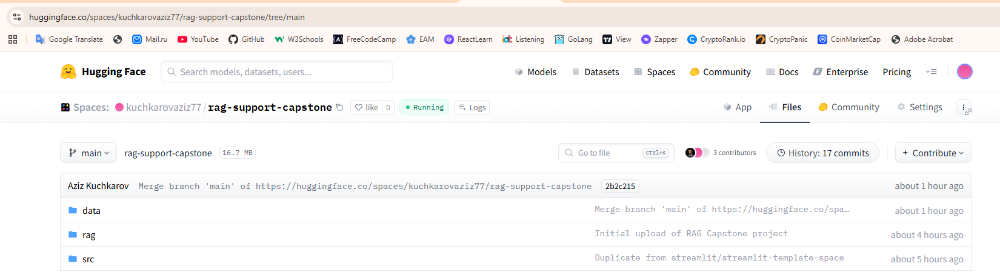 huggingface.co/spaces/kuchkarovaziz77/rag-support-capstone/tree/main
Google Translate Mail.ru YouTube GitHub W3Schools FreeCodeCamp EAM ReactLearn Listening GoLang View Zapper CryptoRank.io CryptoPanic CoinMarketCap Adobe Acrobat
Hugging Face Search models, datasets, users... Models Datasets Spaces Community Docs Enterprise Pricing
Spaces: kuchkarovaziz77/rag-support-capstone like 0 Running Logs App Files Community Settings
main rag-support-capstone 16.7 MB Go to file Ctrl+K 3 contributors History: 17 commits + Contribute
Aziz Kuchkarov Merge branch 'main' of https://huggingface.co/spaces/kuchkarovaziz77/rag-support-capstone 2b2c215 about 1 hour ago
data Merge branch 'main' of https://huggingface.co/spa… about 1 hour ago
rag Initial upload of RAG Capstone project about 4 hours ago
src Duplicate from streamlit/streamlit-template-space about 5 hours ago